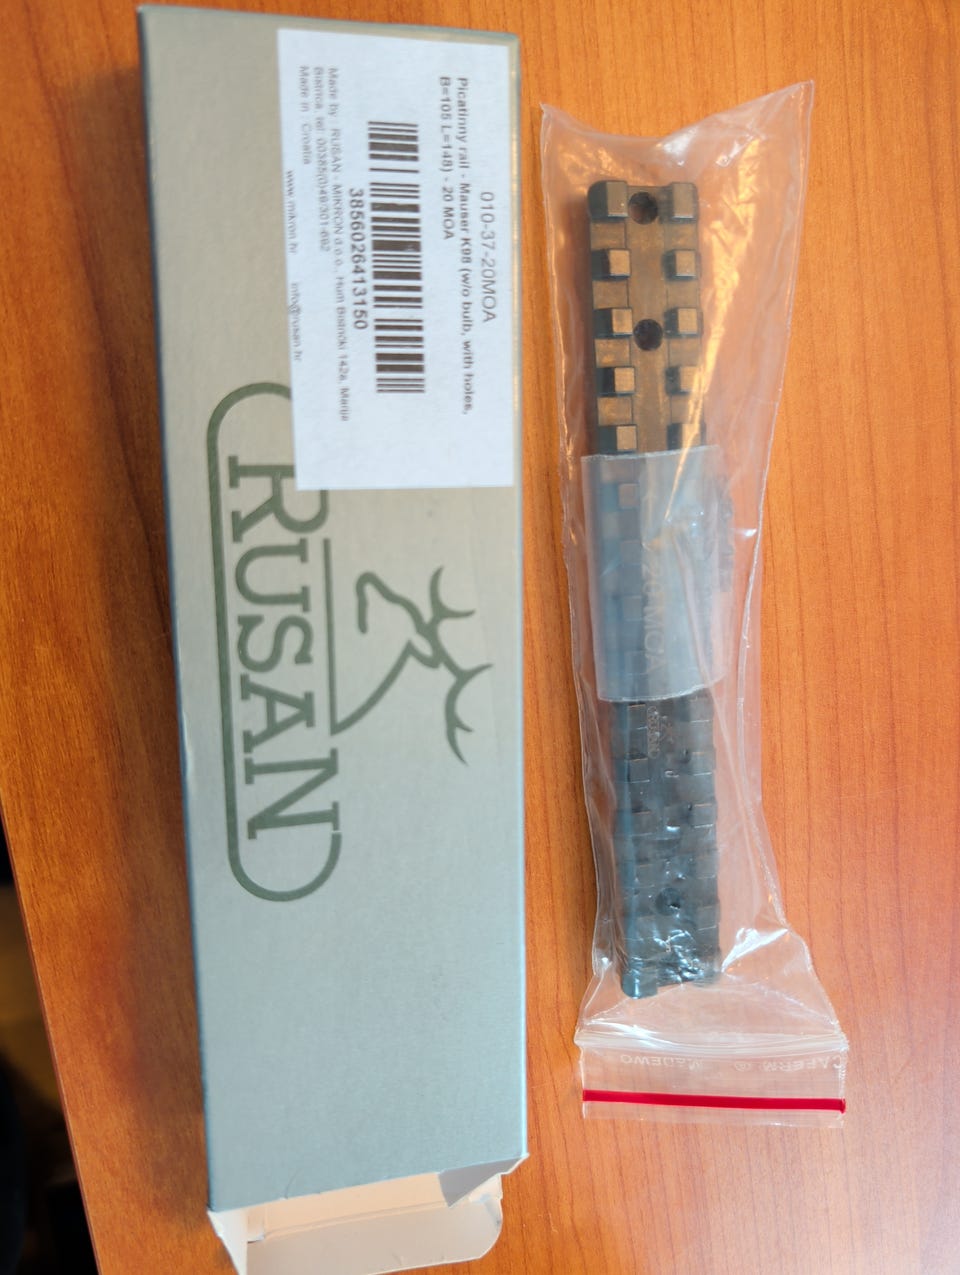 010-37-20MOA
Picatinny rail - Mauser K98 (w/o bulb, with holes,
B=105 L=148) - 20 MOA
3856026413150
Made by : RUSAN - MIKRON d.o.o., Hum Bistrički 142a, Marija
Bistrica, tel: 00385(0)49/301-692
Made in : Croatia
www.mikron.hr info@rusan.hr
RUSAN
20 MOA
RUSAN